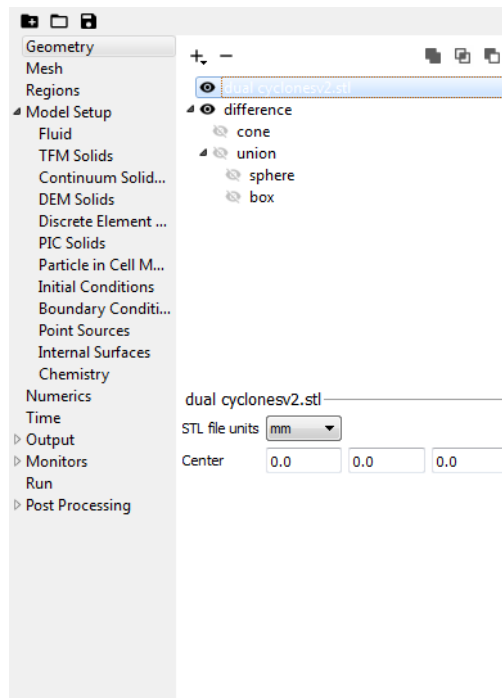 Geometry
Mesh
Regions
Model Setup
Fluid
TFM Solids
Continuum Solid...
DEM Solids
Discrete Element ...
PIC Solids
Particle in Cell M...
Initial Conditions
Boundary Conditi...
Point Sources
Internal Surfaces
Chemistry
Numerics
Time
Output
Monitors
Run
Post Processing
dual cyclonesv2.stl
difference
cone
union
sphere
box
dual cyclonesv2.stl
STL file units mm
Center 0.0 0.0 0.0